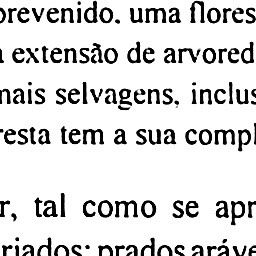 prevenido, uma flores
extensão de arvored
mais selvagens, inclus
resta tem a sua compl
r, tal como se apr
riados; prados aráve